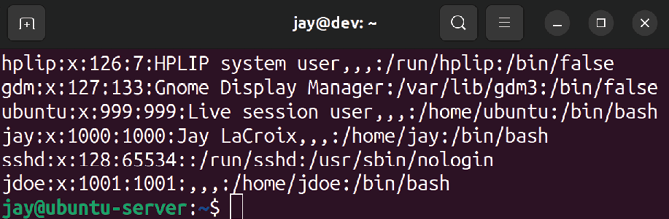 jay@dev: ~
hplip:x:126:7:HPLIP system user,,,:/run/hplip:/bin/false
gdm:x:127:133:Gnome Display Manager:/var/lib/gdm3:/bin/false
ubuntu:x:999:999:Live session user,,,:/home/ubuntu:/bin/bash
jay:x:1000:1000:Jay LaCroix,,,:/home/jay:/bin/bash
sshd:x:128:65534::/run/sshd:/usr/sbin/nologin
jdoe:x:1001:1001:,,,:/home/jdoe:/bin/bash
jay@ubuntu-server:~$